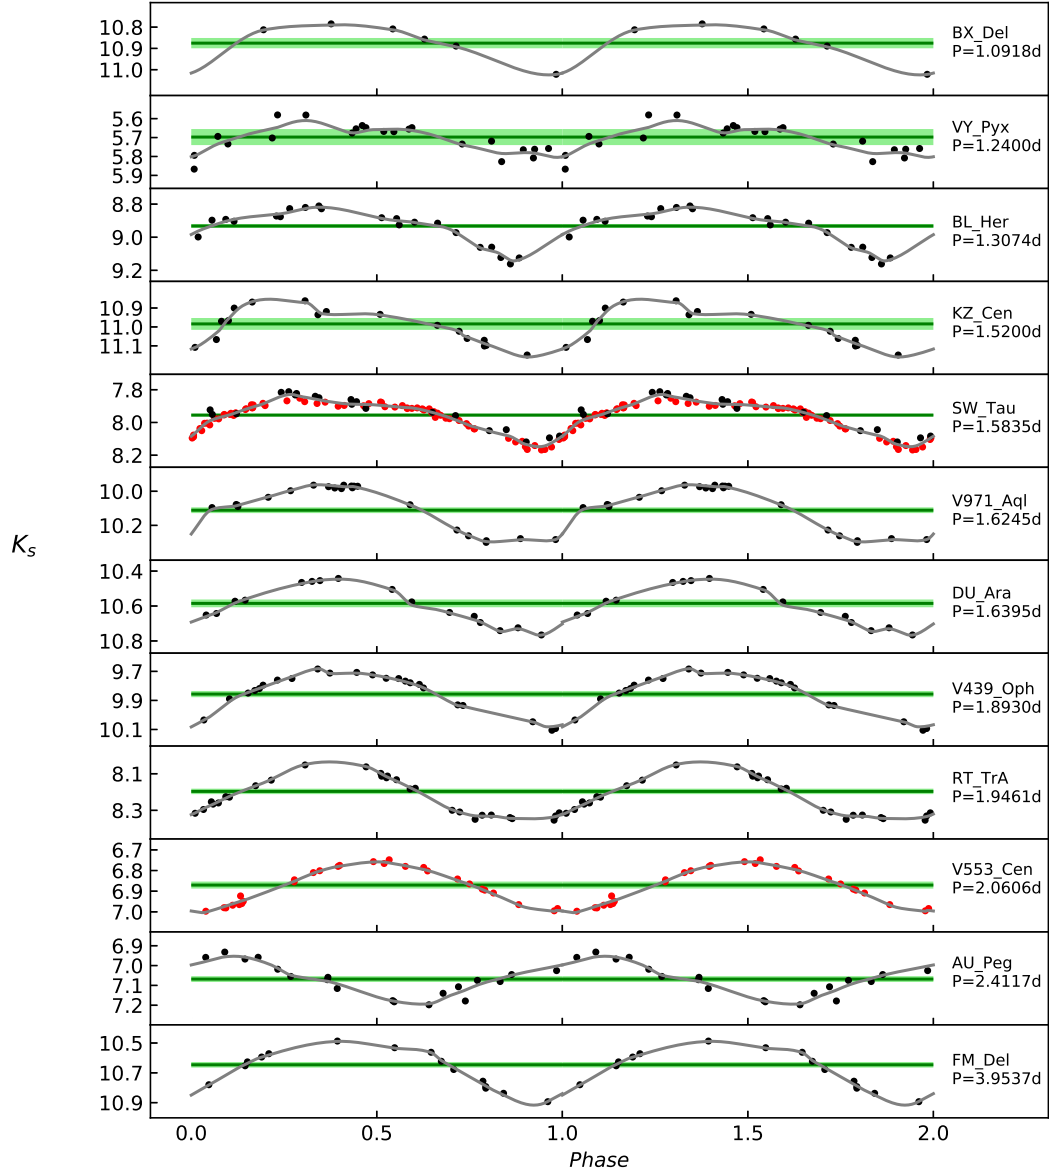 10.8
10.9
11.0
BX_Del
P=1.0918d
5.6
5.7
5.8
5.9
VY_Pyx
P=1.2400d
8.8
9.0
9.2
BL_Her
P=1.3074d
10.9
11.0
11.1
KZ_Cen
P=1.5200d
7.8
8.0
8.2
SW_Tau
P=1.5835d
10.0
10.2
V971_Aql
P=1.6245d
K_s
10.4
10.6
10.8
DU_Ara
P=1.6395d
9.7
9.9
10.1
V439_Oph
P=1.8930d
8.1
8.3
RT_TrA
P=1.9461d
6.7
6.9
7.0
V553_Cen
P=2.0606d
6.9
7.0
7.1
7.2
AU_Peg
P=2.4117d
10.5
10.7
10.9
FM_Del
P=3.9537d
0.0 0.5 1.0 1.5 2.0
Phase